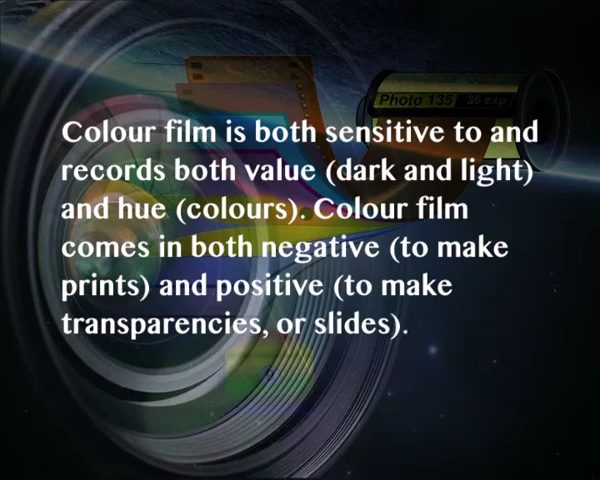 Photo 135 36 exp
Colour film is both sensitive to and
records both value (dark and light)
and hue (colours). Colour film
comes in both negative (to make
prints) and positive (to make
transparencies, or slides).